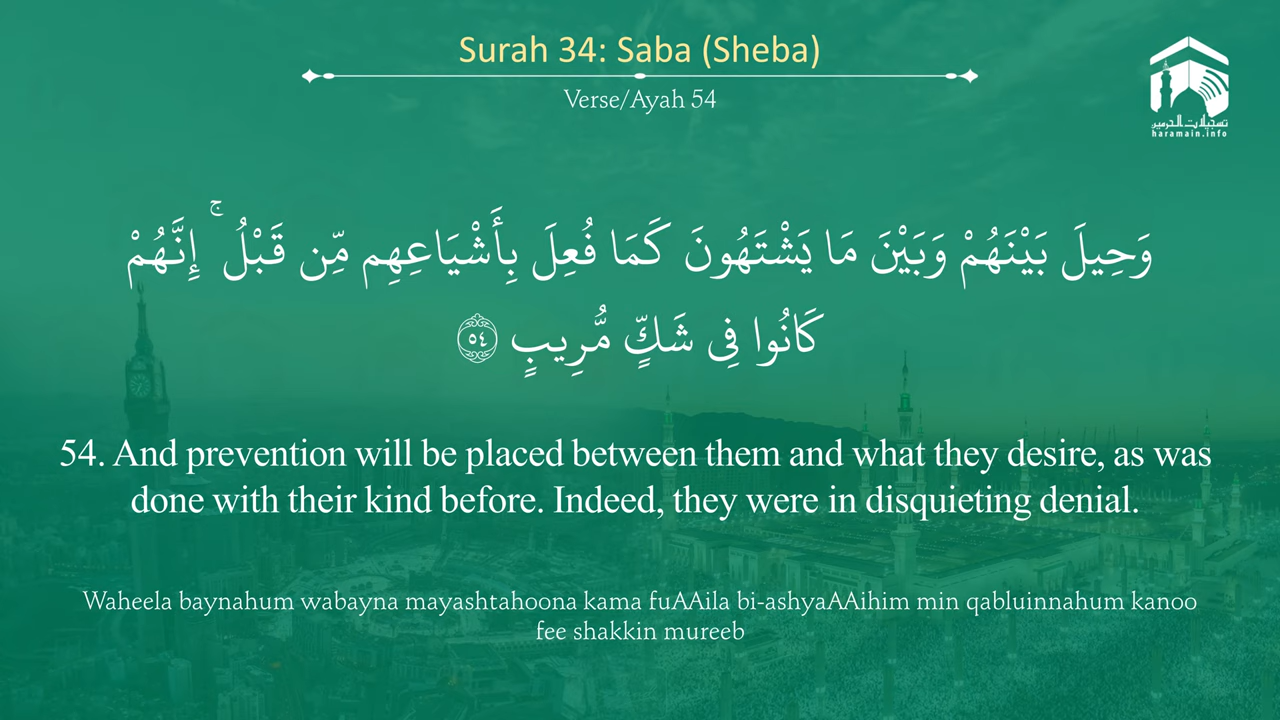 Surah 34: Saba (Sheba)
Verse/Ayah 54
تسجيلات الحرمين
haramain.info
وَحِيلَ بَيْنَهُمْ وَبَيْنَ مَا يَشْتَهُونَ كَمَا فُعِلَ بِأَشْيَاعِهِم مِّن قَبْلُ ۚ إِنَّهُمْ
كَانُوا فِى شَكٍّ مُّرِيبٍ ٥٤
54. And prevention will be placed between them and what they desire, as was
done with their kind before. Indeed, they were in disquieting denial.
Waheela baynahum wabayna mayashtahoona kama fuAAila bi-ashyaAAihim min qabluinnahum kanoo
fee shakkin mureeb